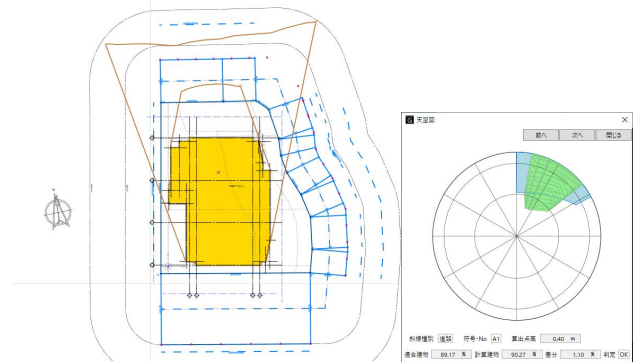 天空図
前へ 次へ 閉じる
斜線種別 道路 符号-No A1 算出点高 0.40 m
適合建物 89.17 % 計算建物 90.27 % 差分 1.10 % 判定 OK